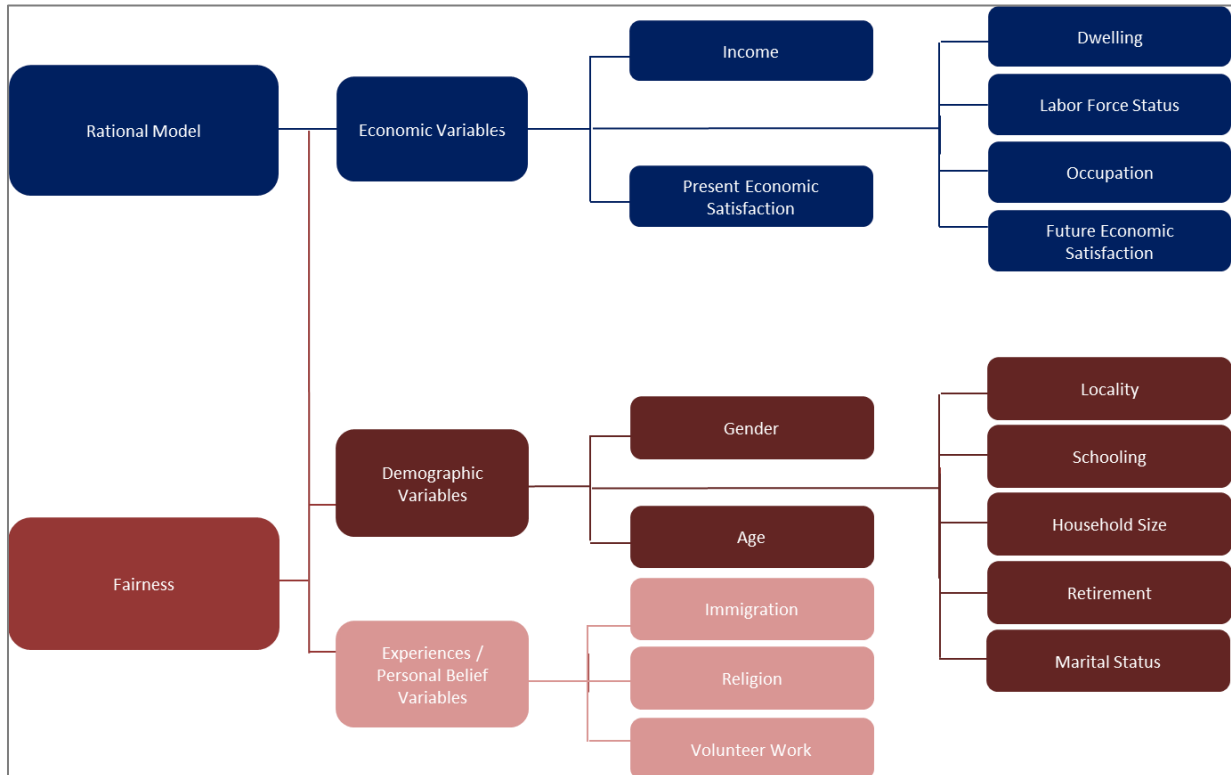 Rational Model
Economic Variables
Income
Present Economic
Satisfaction
Dwelling
Labor Force Status
Occupation
Future Economic
Satisfaction
Fairness
Demographic
Variables
Gender
Age
Locality
Schooling
Household Size
Retirement
Marital Status
Experiences /
Personal Belief
Variables
Immigration
Religion
Volunteer Work